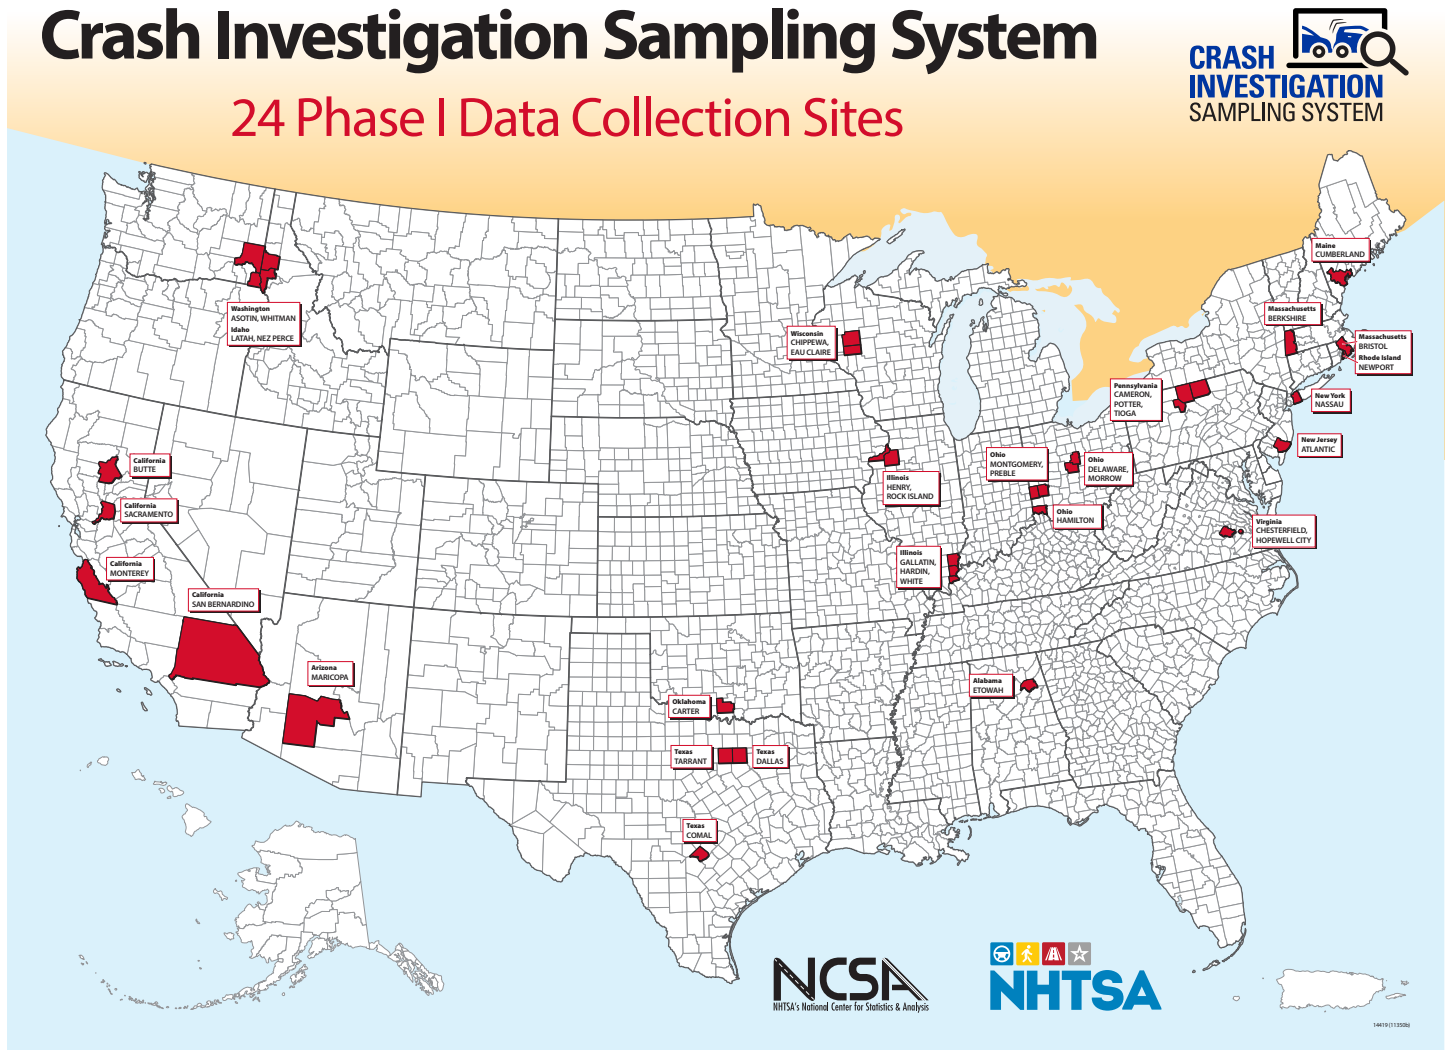 Crash Investigation Sampling System
24 Phase I Data Collection Sites
CRASH
INVESTIGATION
SAMPLING SYSTEM
Maine
CUMBERLAND
Washington
ASOTIN, WHITMAN
Idaho
LATAH, NEZ PERCE
Massachusetts
BERKSHIRE
Wisconsin
CHIPPEWA,
EAU CLAIRE
Massachusetts
BRISTOL
Rhode Island
NEWPORT
Pennsylvania
CAMERON,
POTTER,
TIOGA
New York
NASSAU
New Jersey
ATLANTIC
California
BUTTE
Ohio
MONTGOMERY,
PREBLE
Ohio
DELAWARE,
MORROW
Illinois
HENRY,
ROCK ISLAND
California
SACRAMENTO
Ohio
HAMILTON
Virginia
CHESTERFIELD,
HOPEWELL CITY
Illinois
GALLATIN,
HARDIN,
WHITE
California
MONTEREY
California
SAN BERNARDINO
Arizona
MARICOPA
Alabama
ETOWAH
Oklahoma
CARTER
Texas
TARRANT
Texas
DALLAS
Texas
COMAL
NCSA
NHTSA's National Center for Statistics & Analysis
NHTSA
14419 (11350b)